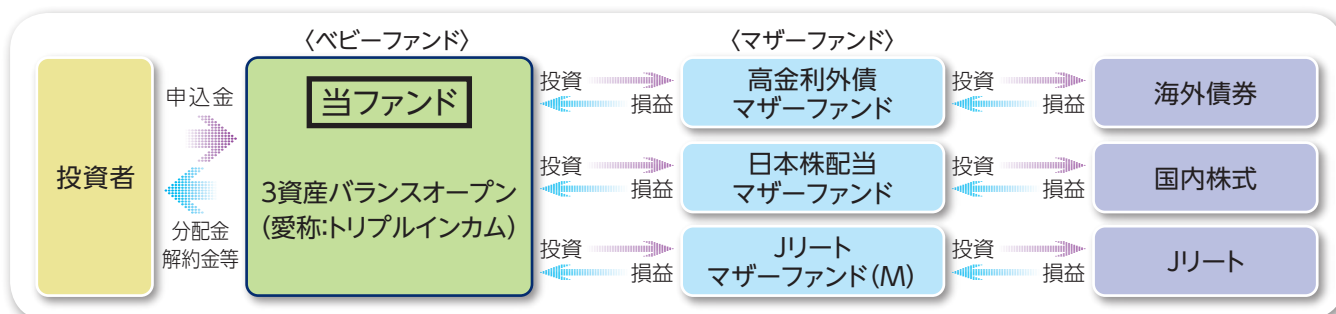 〈ベビーファンド〉
〈マザーファンド〉
投資者
申込金
分配金
解約金等
当ファンド
3資産バランスオープン
(愛称:トリプルインカム)
投資
損益
高金利外債
マザーファンド
投資
損益
海外債券
投資
損益
日本株配当
マザーファンド
投資
損益
国内株式
投資
損益
Jリート
マザーファンド(M)
投資
損益
Jリート